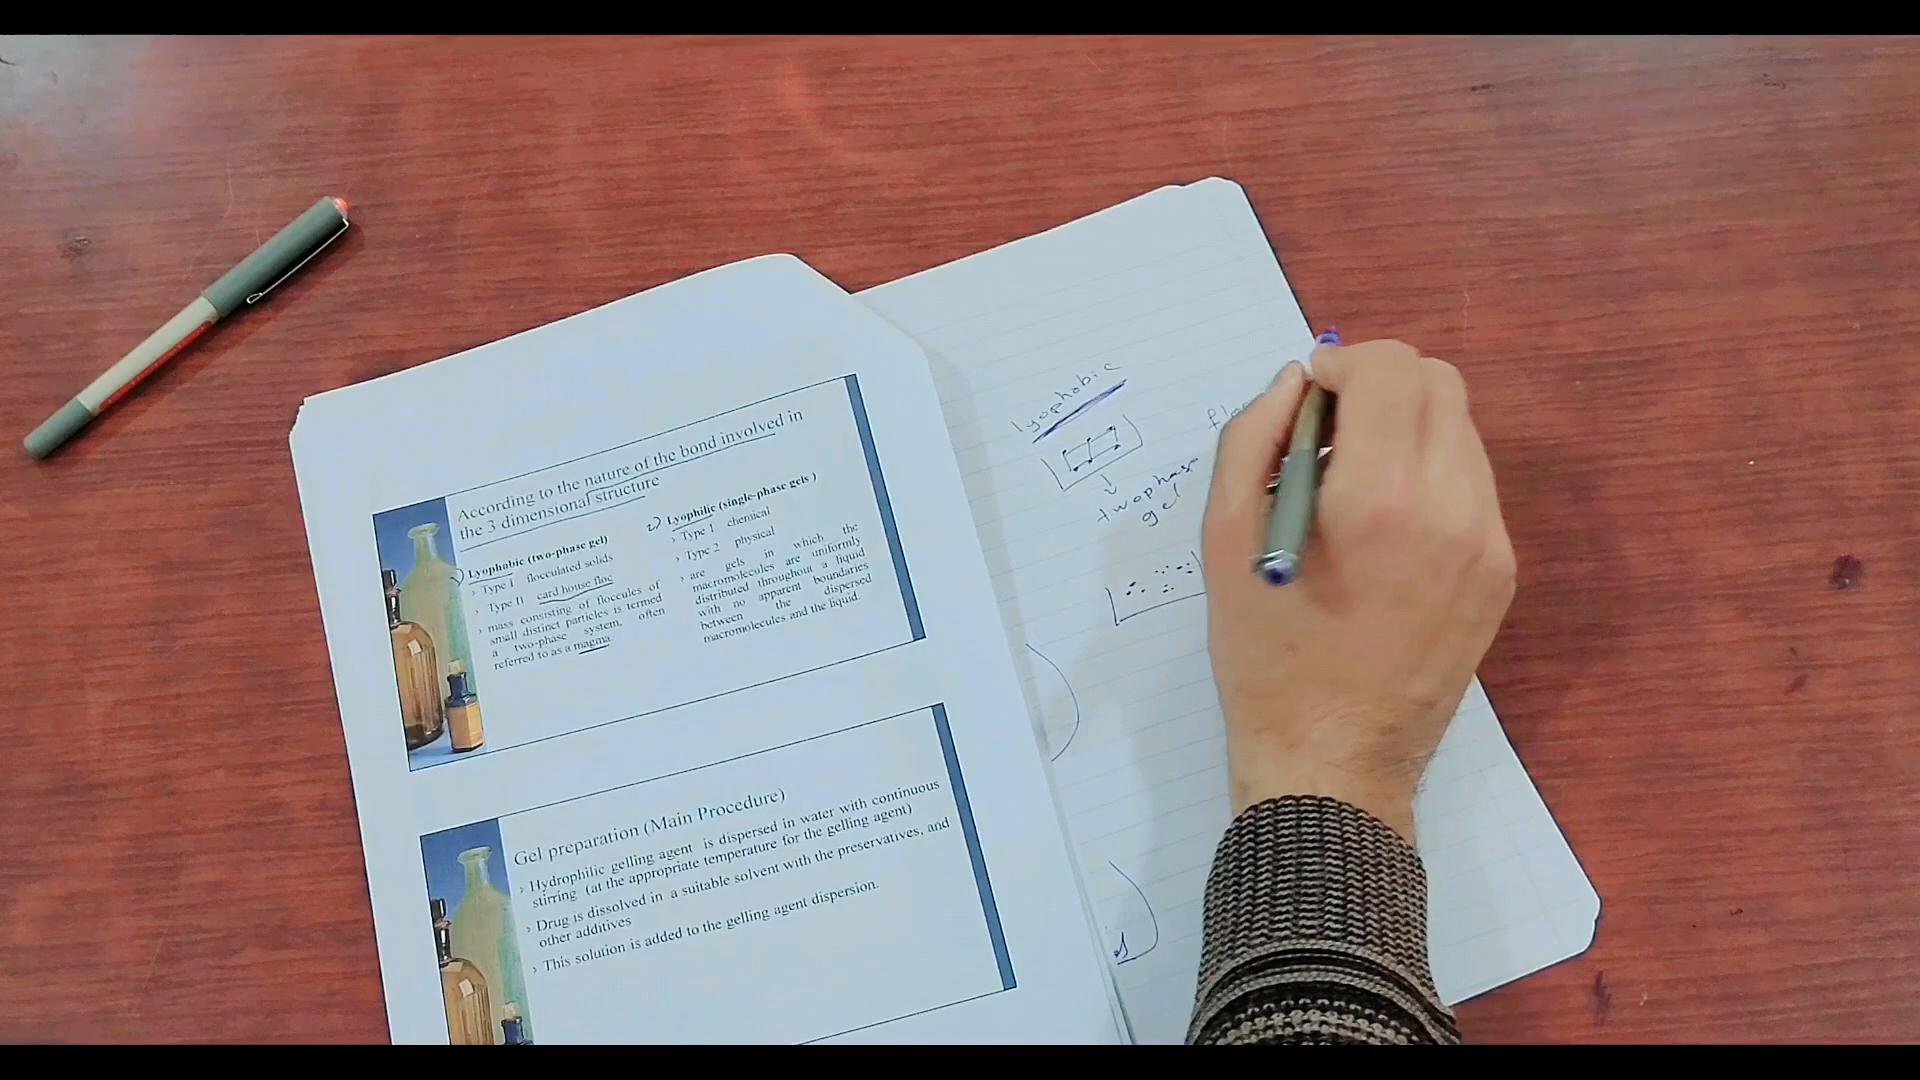 According to the nature of the bond involved in
the 3 dimensional structure
Lyophobic (two-phase gel)
› Type I flocculated solids
› Type II card house floc
› mass consisting of floccules of
small distinct particles is termed
a two-phase system, often
referred to as a magma.
2) Lyophilic (single-phase gels )
› Type 1 chemical
› Type 2 physical
› are gels in which the
macromolecules are uniformly
distributed throughout a liquid
with no apparent boundaries
between the dispersed
macromolecules and the liquid.
Gel preparation (Main Procedure)
› Hydrophilic gelling agent is dispersed in water with continuous
stirring (at the appropriate temperature for the gelling agent)
› Drug is dissolved in a suitable solvent with the preservatives, and
other additives
› This solution is added to the gelling agent dispersion.
lyophobic
two phase
gel